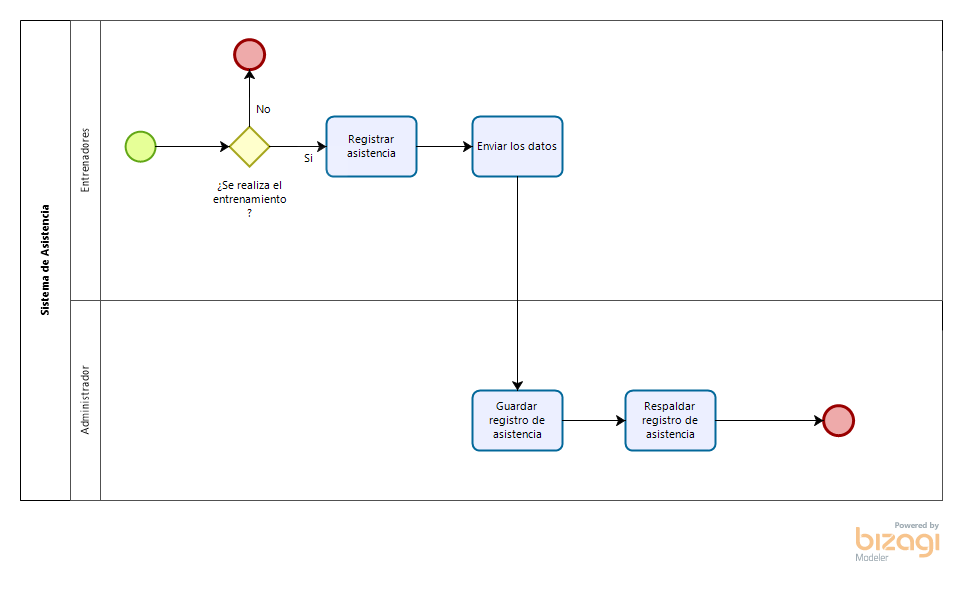 Sistema de Asistencia
Entrenadores
No
Si
¿Se realiza el
entrenamiento
?
Registrar
asistencia
Enviar los datos
Administrador
Guardar
registro de
asistencia
Respaldar
registro de
asistencia
Powered by
bizagi
Modeler